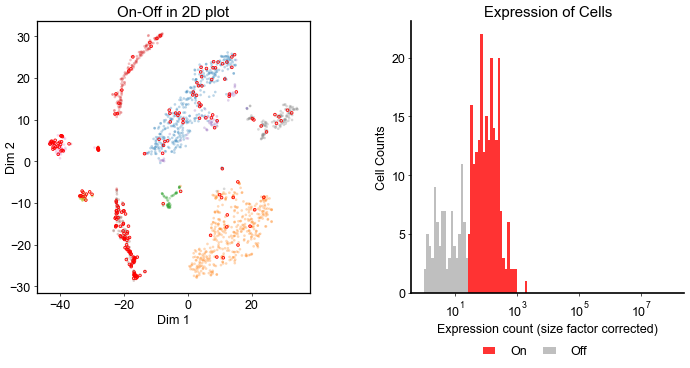 On-Off in 2D plot
Dim 2
30
20
10
0
−10
−20
−30
−40
−20
0
20
Dim 1
Expression of Cells
Cell Counts
20
15
10
5
0
10^1
10^3
10^5
10^7
Expression count (size factor corrected)
On
Off